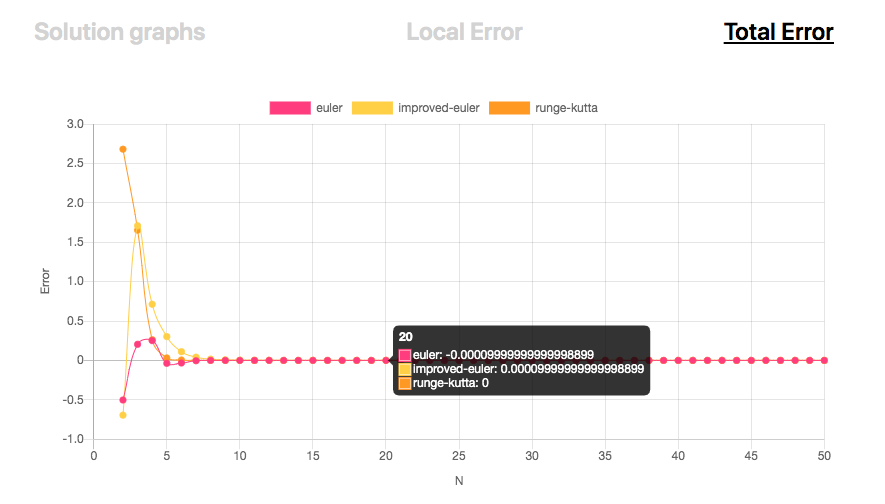 Solution graphs Local Error Total Error
euler improved-euler runge-kutta
3.0
2.5
2.0
1.5
1.0
0.5
0
-0.5
-1.0
Error
20
euler: -0.00009999999999998899
improved-euler: 0.00009999999999998899
runge-kutta: 0
0 5 10 15 20 25 30 35 40 45 50
N